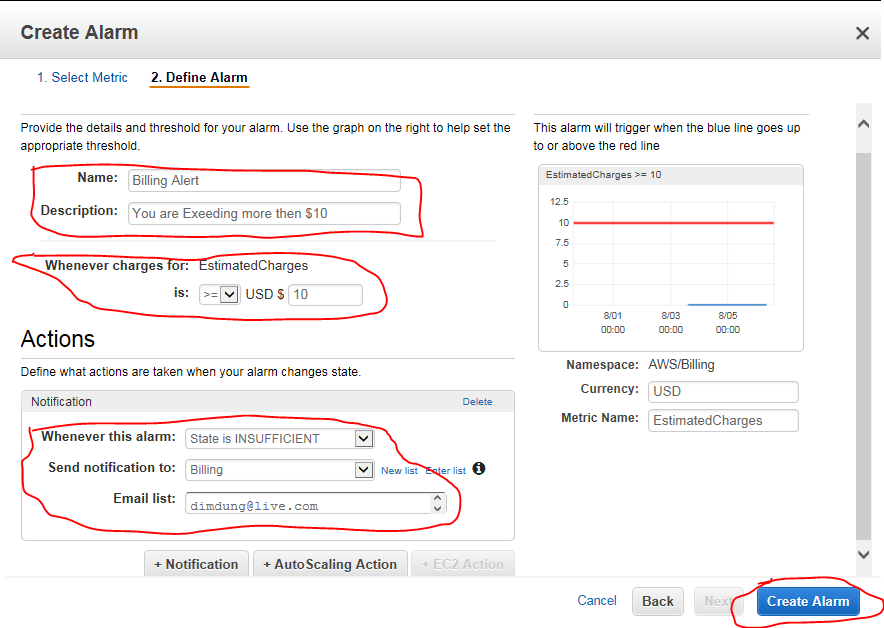 Create Alarm
1. Select Metric 2. Define Alarm
Provide the details and threshold for your alarm. Use the graph on the right to help set the
appropriate threshold.
Name: Billing Alert
Description: You are Exeeding more then $10
Whenever charges for: EstimatedCharges
is: >= USD $ 10
Actions
Define what actions are taken when your alarm changes state.
Notification Delete
Whenever this alarm: State is INSUFFICIENT
Send notification to: Billing New list Enter list
Email list: dimdung@live.com
+ Notification + AutoScaling Action + EC2 Action
This alarm will trigger when the blue line goes up
to or above the red line
EstimatedCharges >= 10
12.5
10
7.5
5
2.5
0
8/01 8/03 8/05
00:00 00:00 00:00
Namespace: AWS/Billing
Currency: USD
Metric Name: EstimatedCharges
Cancel Back Next Create Alarm